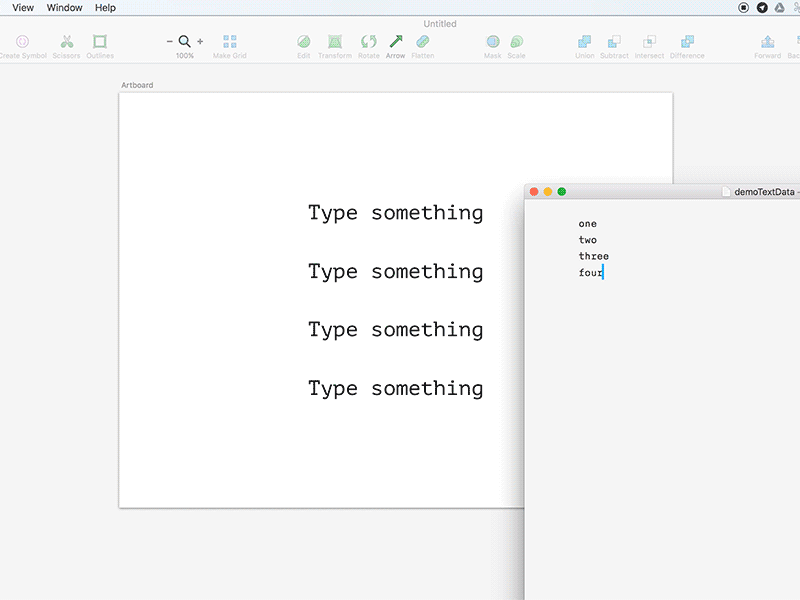 View Window Help
Untitled
Create Symbol Scissors Outlines 100% Make Grid Edit Transform Rotate Arrow Flatten Mask Scale Union Subtract Intersect Difference Forward
Artboard
demoTextData
Type something
Type something
Type something
Type something
one
two
three
four